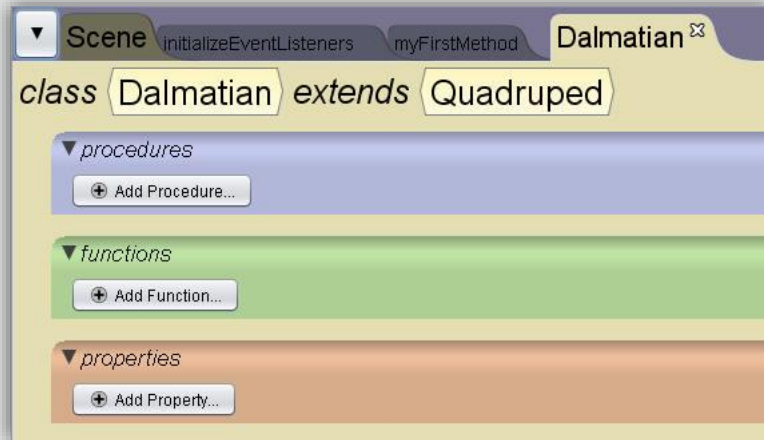 Scene initializeEventListeners myFirstMethod Dalmatian
class Dalmatian extends Quadruped
procedures
Add Procedure...
functions
Add Function...
properties
Add Property...